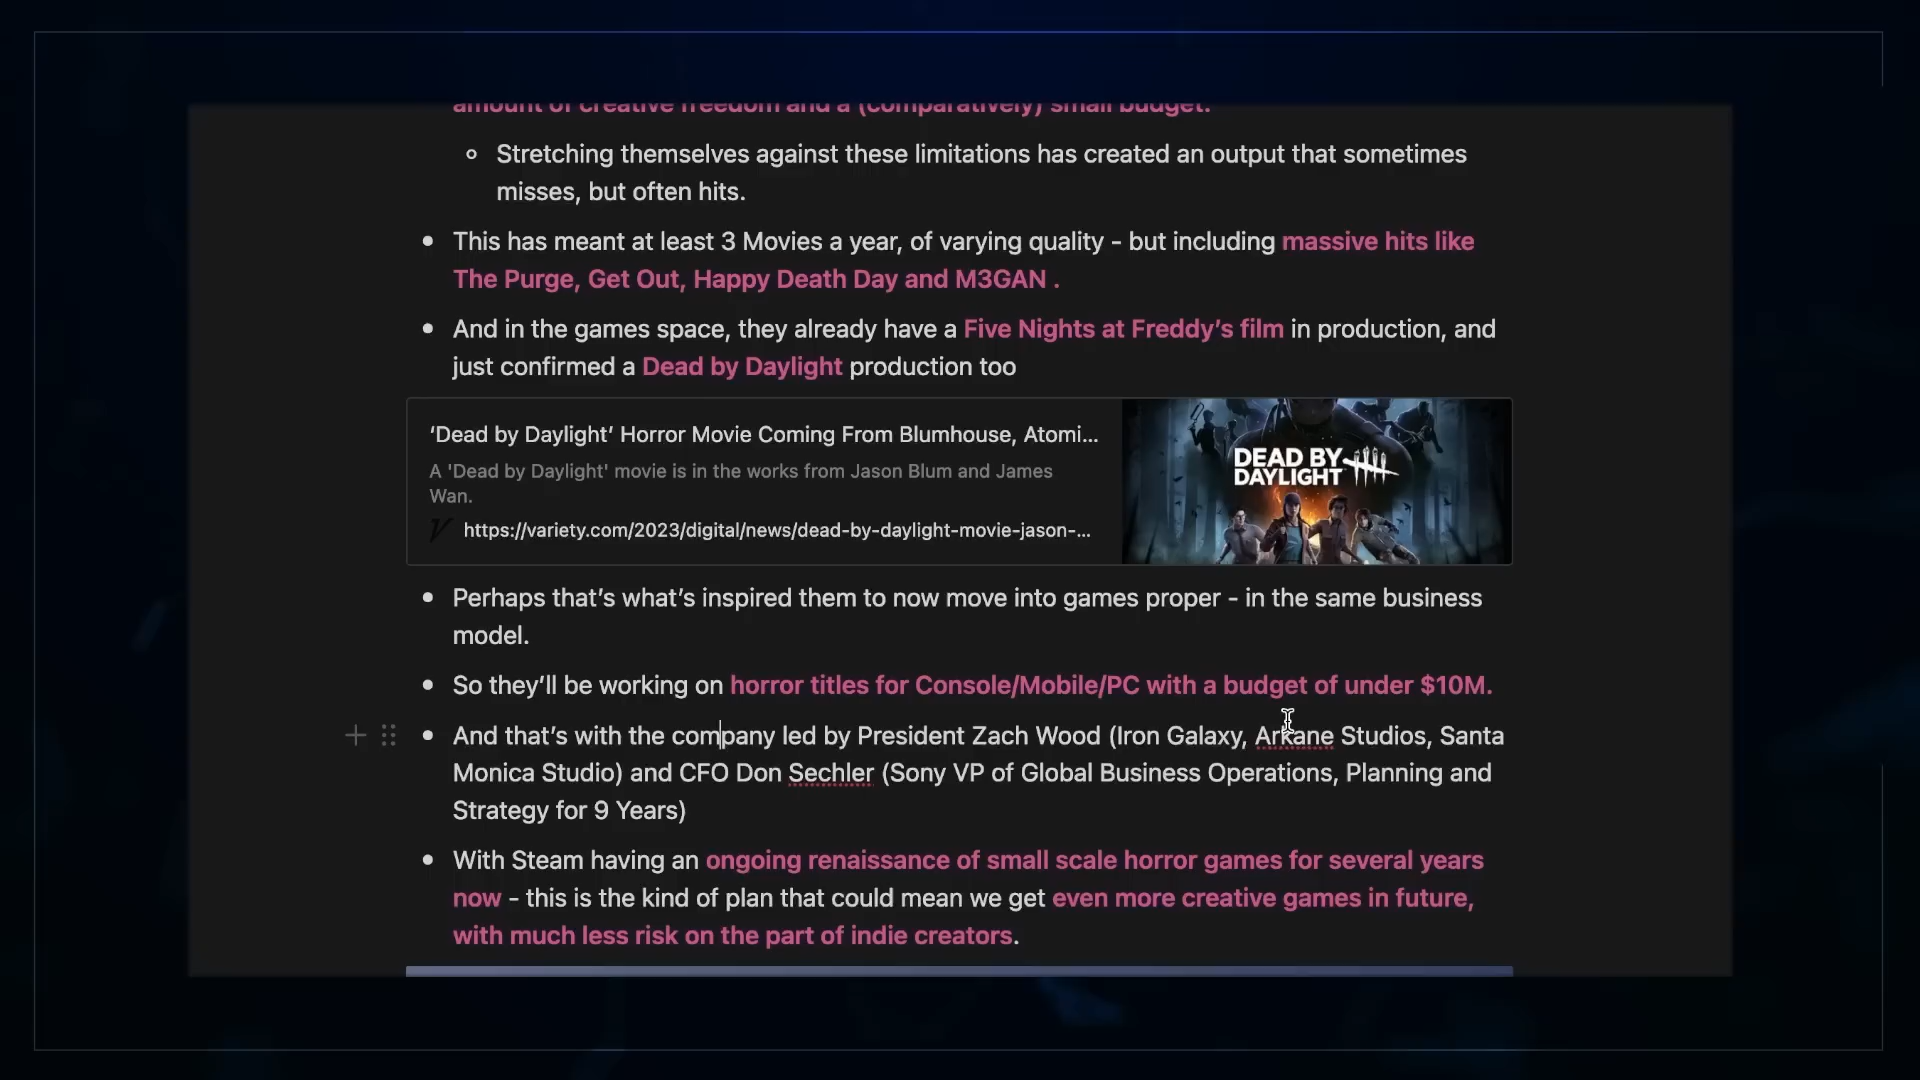 amount of creative freedom and a (comparatively) small budget.
Stretching themselves against these limitations has created an output that sometimes
misses, but often hits.
This has meant at least 3 Movies a year, of varying quality - but including massive hits like
The Purge, Get Out, Happy Death Day and M3GAN .
And in the games space, they already have a Five Nights at Freddy’s film in production, and
just confirmed a Dead by Daylight production too
‘Dead by Daylight’ Horror Movie Coming From Blumhouse, Atomi...
A 'Dead by Daylight' movie is in the works from Jason Blum and James
Wan.
https://variety.com/2023/digital/news/dead-by-daylight-movie-jason-...
DEAD BY
DAYLIGHT
Perhaps that’s what’s inspired them to now move into games proper - in the same business
model.
So they’ll be working on horror titles for Console/Mobile/PC with a budget of under $10M.
And that’s with the company led by President Zach Wood (Iron Galaxy, Arkane Studios, Santa
Monica Studio) and CFO Don Sechler (Sony VP of Global Business Operations, Planning and
Strategy for 9 Years)
With Steam having an ongoing renaissance of small scale horror games for several years
now - this is the kind of plan that could mean we get even more creative games in future,
with much less risk on the part of indie creators.